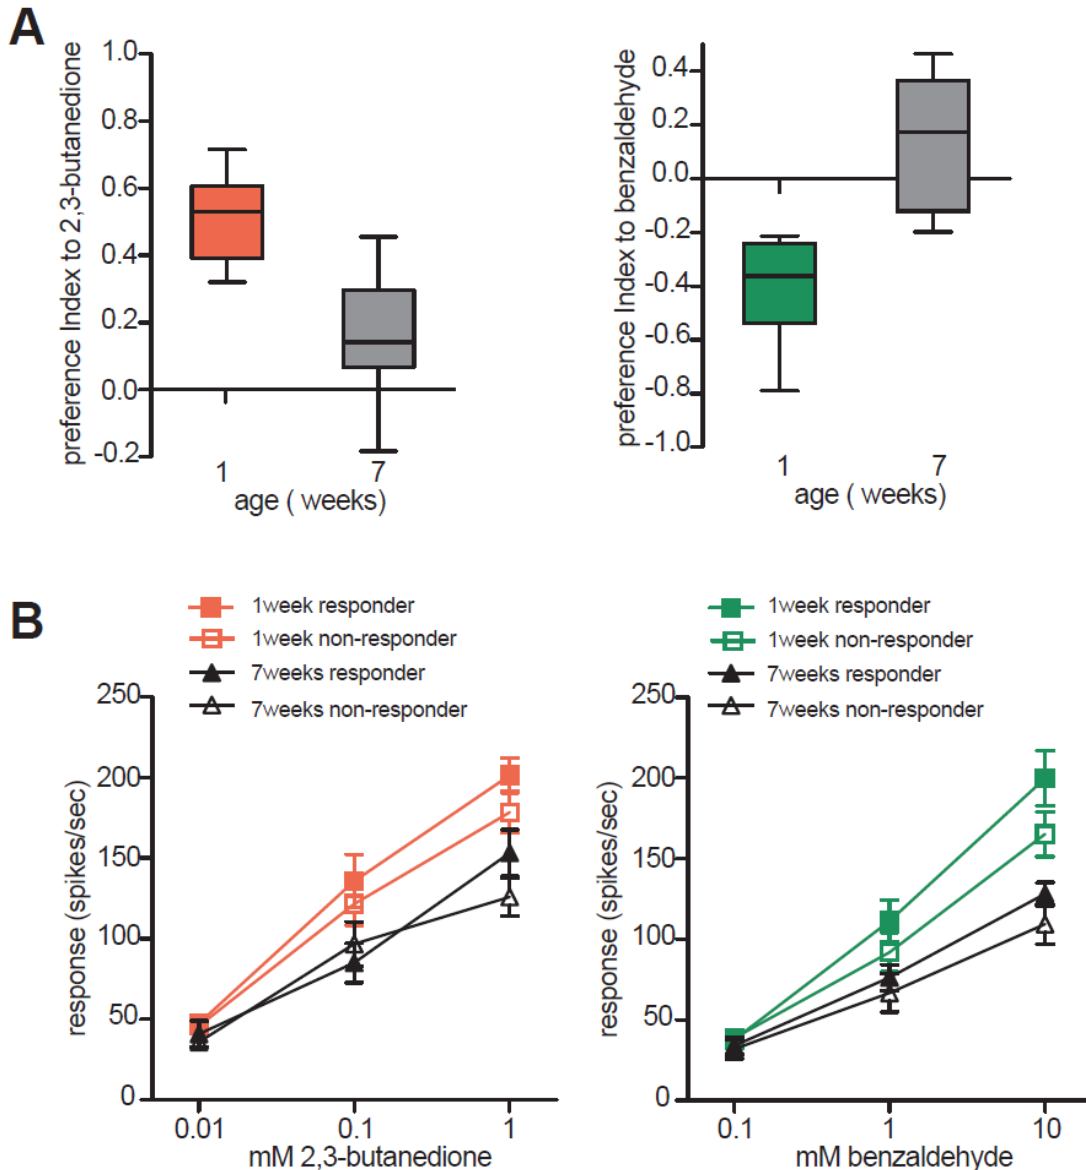 A
preference Index to 2,3-butanedione
1.0
0.8
0.6
0.4
0.2
0.0
-0.2
1 7
age ( weeks)
preference Index to benzaldehyde
0.4
0.2
0.0
-0.2
-0.4
-0.6
-0.8
-1.0
1 7
age ( weeks)
B
1week responder
1week non-responder
7weeks responder
7weeks non-responder
response (spikes/sec)
250
200
150
100
50
0
0.01 0.1 1
mM 2,3-butanedione
1week responder
1week non-responder
7weeks responder
7weeks non-responder
response (spikes/sec)
250
200
150
100
50
0
0.1 1 10
mM benzaldehyde